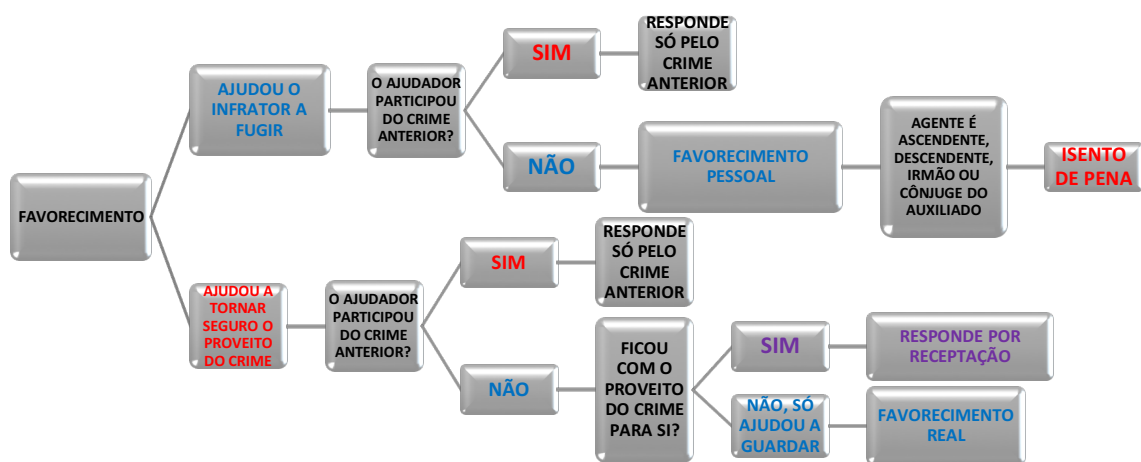 FAVORECIMENTO
AJUDOU O
INFRATOR A
FUGIR
O AJUDADOR
PARTICIPOU
DO CRIME
ANTERIOR?
SIM
RESPONDE
SÓ PELO
CRIME
ANTERIOR
NÃO
FAVORECIMENTO
PESSOAL
AGENTE É
ASCENDENTE,
DESCENDENTE,
IRMÃO OU
CÔNJUGE DO
AUXILIADO
ISENTO
DE PENA
AJUDOU A
TORNAR
SEGURO O
PROVEITO
DO CRIME
O AJUDADOR
PARTICIPOU
DO CRIME
ANTERIOR?
SIM
RESPONDE
SÓ PELO
CRIME
ANTERIOR
NÃO
FICOU
COM O
PROVEITO
DO CRIME
PARA SI?
SIM
RESPONDE POR
RECEPTAÇÃO
NÃO, SÓ
AJUDOU A
GUARDAR
FAVORECIMENTO
REAL